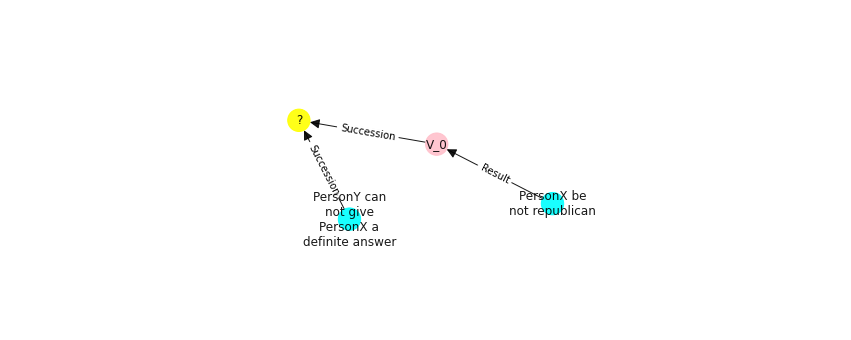 ?
Succession
V_0
Succession
Result
PersonY can
not give
PersonX a
definite answer
PersonX be
not republican